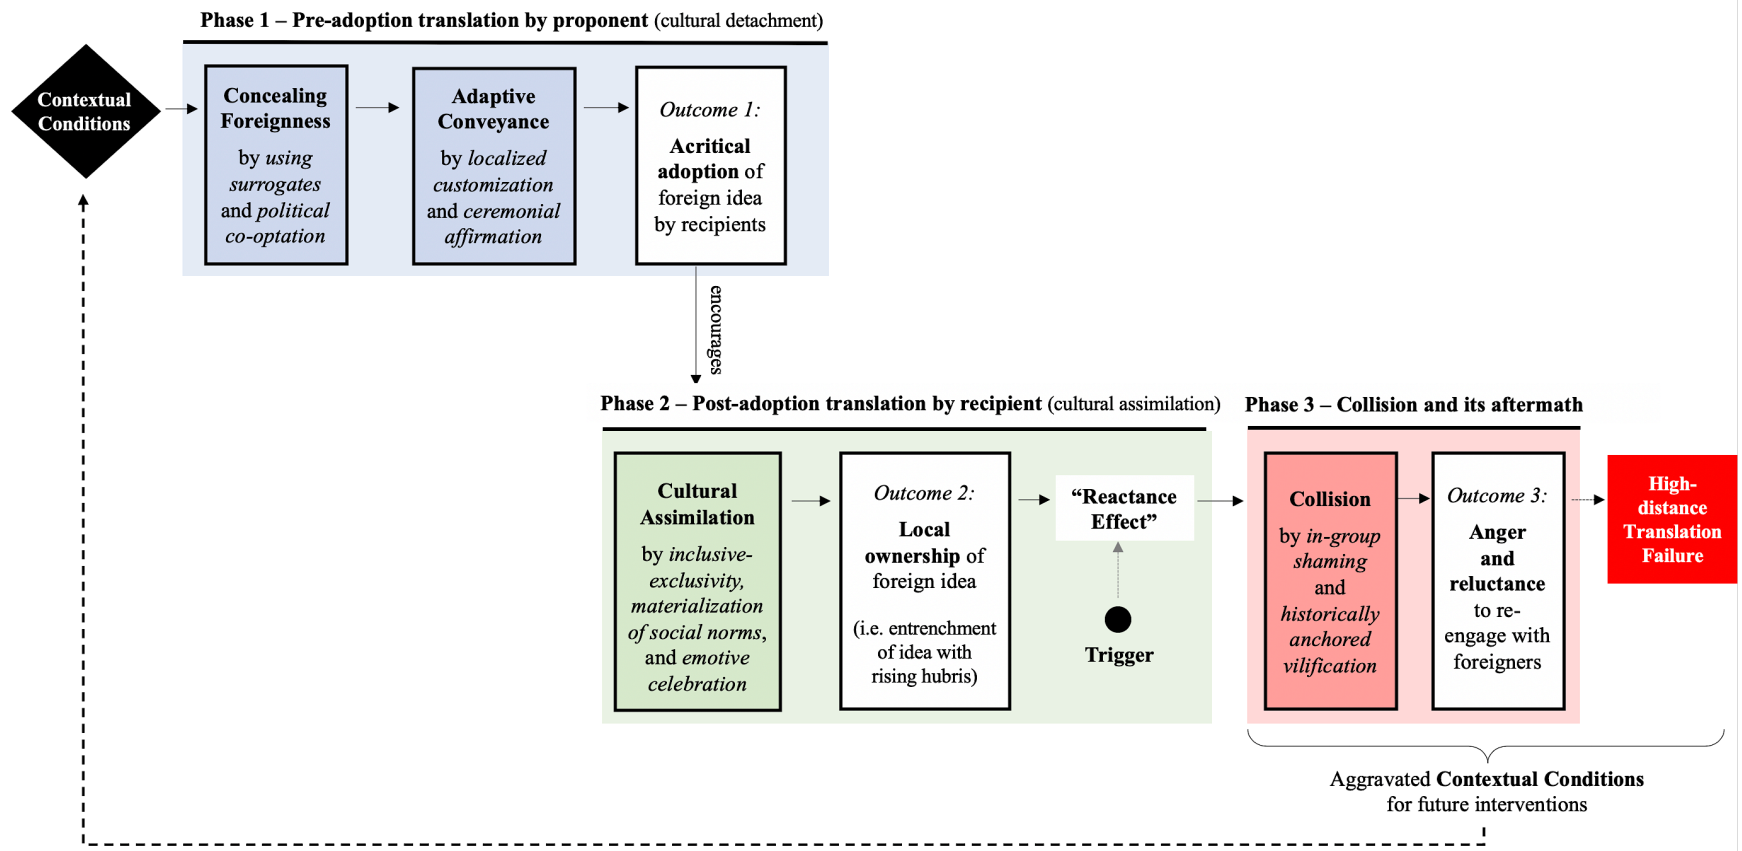 Phase 1 – Pre-adoption translation by proponent (cultural detachment)
Contextual
Conditions
Concealing
Foreignness
by using
surrogates
and political
co-optation
Adaptive
Conveyance
by localized
customization
and ceremonial
affirmation
Outcome 1:
Acritical
adoption of
foreign idea
by recipients
encourages
Phase 2 – Post-adoption translation by recipient (cultural assimilation)
Cultural
Assimilation
by inclusive-
exclusivity,
materialization
of social norms,
and emotive
celebration
Outcome 2:
Local
ownership of
foreign idea
(i.e. entrenchment
of idea with
rising hubris)
“Reactance
Effect”
Trigger
Phase 3 – Collision and its aftermath
Collision
by in-group
shaming
and
historically
anchored
vilification
Outcome 3:
Anger
and
reluctance
to re-
engage with
foreigners
High-
distance
Translation
Failure
Aggravated Contextual Conditions
for future interventions